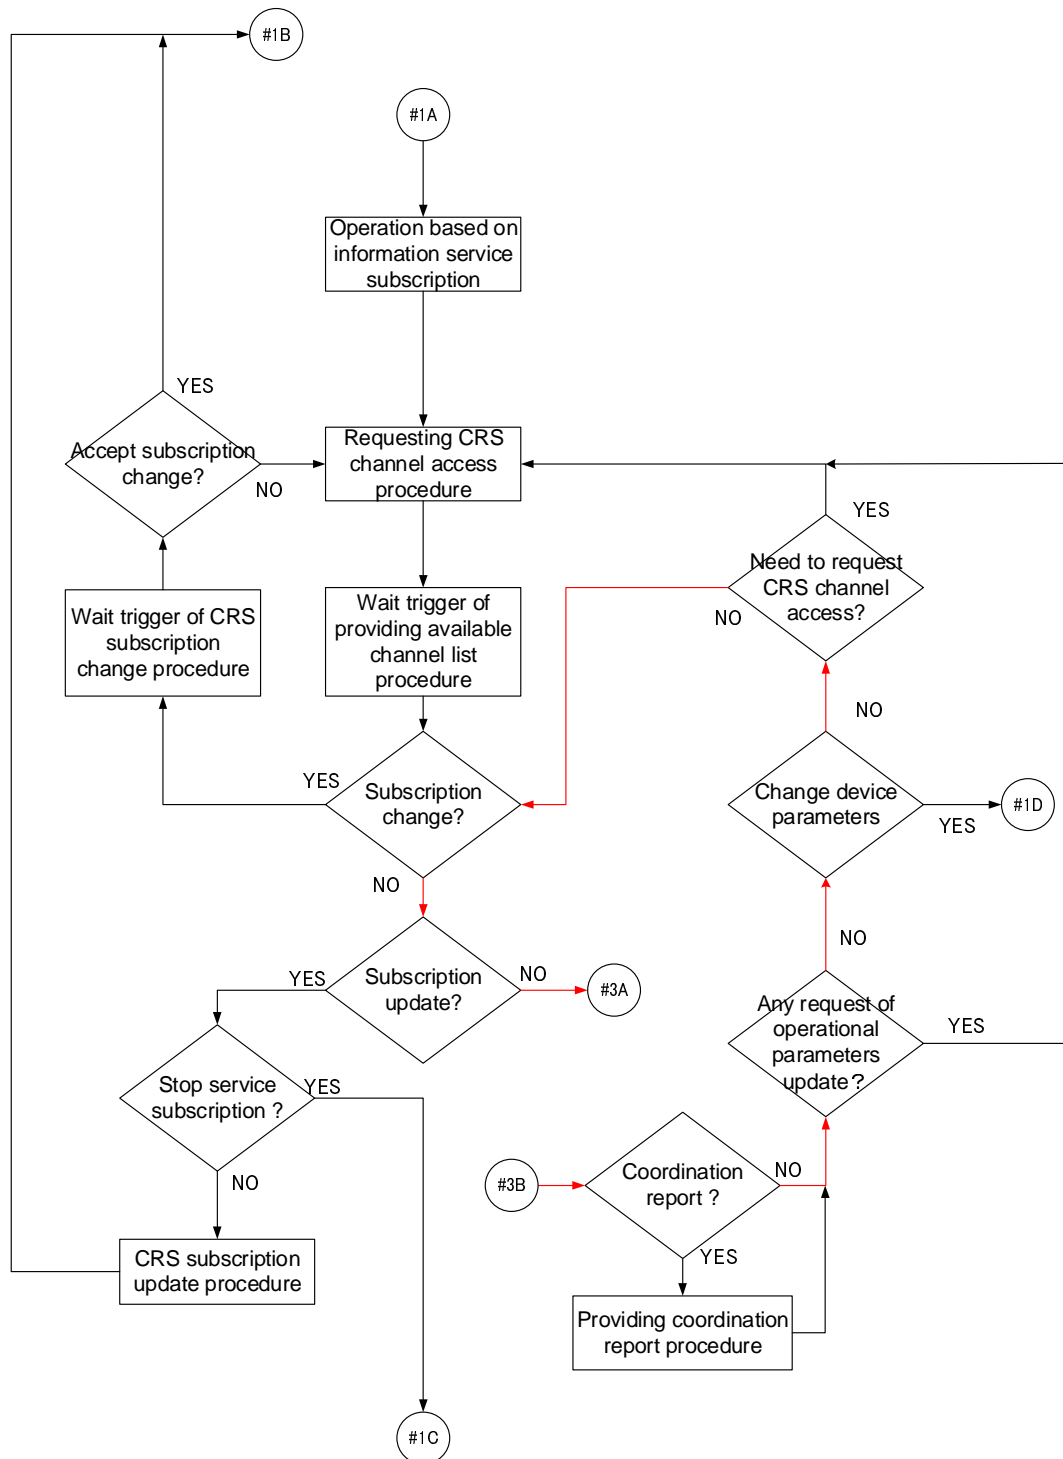 #1B
#1A
Operation based on
information service
subscription
YES
Accept subscription
change?
NO
Requesting CRS
channel access
procedure
YES
Need to request
CRS channel
access?
NO
Wait trigger of CRS
subscription
change procedure
Wait trigger of
providing available
channel list
procedure
NO
YES
Subscription
change?
NO
Change device
parameters
YES
#1D
NO
YES
Subscription
update?
NO
#3A
Any request of
operational
parameters
update?
YES
Stop service
subscription ?
YES
NO
#3B
Coordination
report ?
NO
YES
CRS subscription
update procedure
Providing coordination
report procedure
#1C